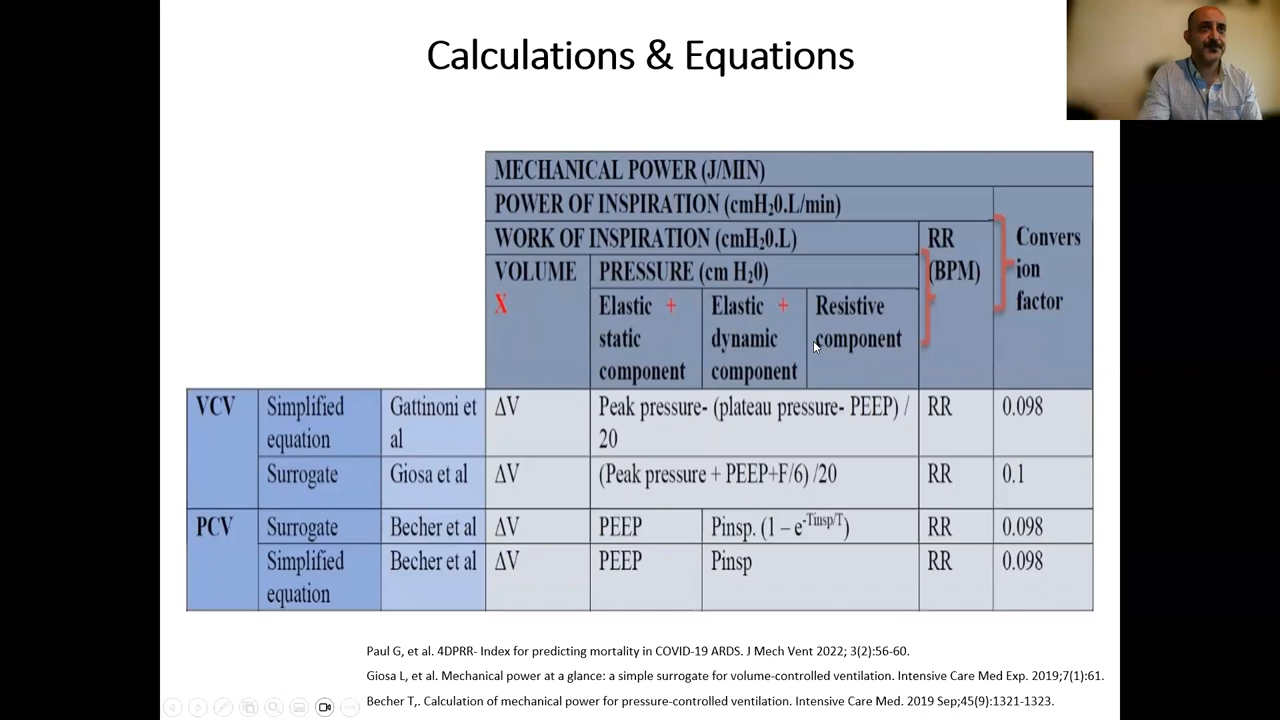 Calculations & Equations
MECHANICAL POWER (J/MIN)
POWER OF INSPIRATION (cmH₂0.L/min)
WORK OF INSPIRATION (cmH₂0.L)
RR
(BPM)
Convers
ion
factor
VOLUME
X
PRESSURE (cm H₂0)
Elastic +
static
component
Elastic +
dynamic
component
Resistive
component
VCV
Simplified
equation
Gattinoni et
al
ΔV
Peak pressure- (plateau pressure- PEEP) /
20
RR
0.098
Surrogate
Giosa et al
ΔV
(Peak pressure + PEEP+F/6) /20
RR
0.1
PCV
Surrogate
Becher et al
ΔV
PEEP
Pinsp. (1 – e^-Tinsp/T)
RR
0.098
Simplified
equation
Becher et al
ΔV
PEEP
Pinsp
RR
0.098
Paul G, et al. 4DPRR- Index for predicting mortality in COVID-19 ARDS. J Mech Vent 2022; 3(2):56-60.
Giosa L, et al. Mechanical power at a glance: a simple surrogate for volume-controlled ventilation. Intensive Care Med Exp. 2019;7(1):61.
Becher T,. Calculation of mechanical power for pressure-controlled ventilation. Intensive Care Med. 2019 Sep;45(9):1321-1323.